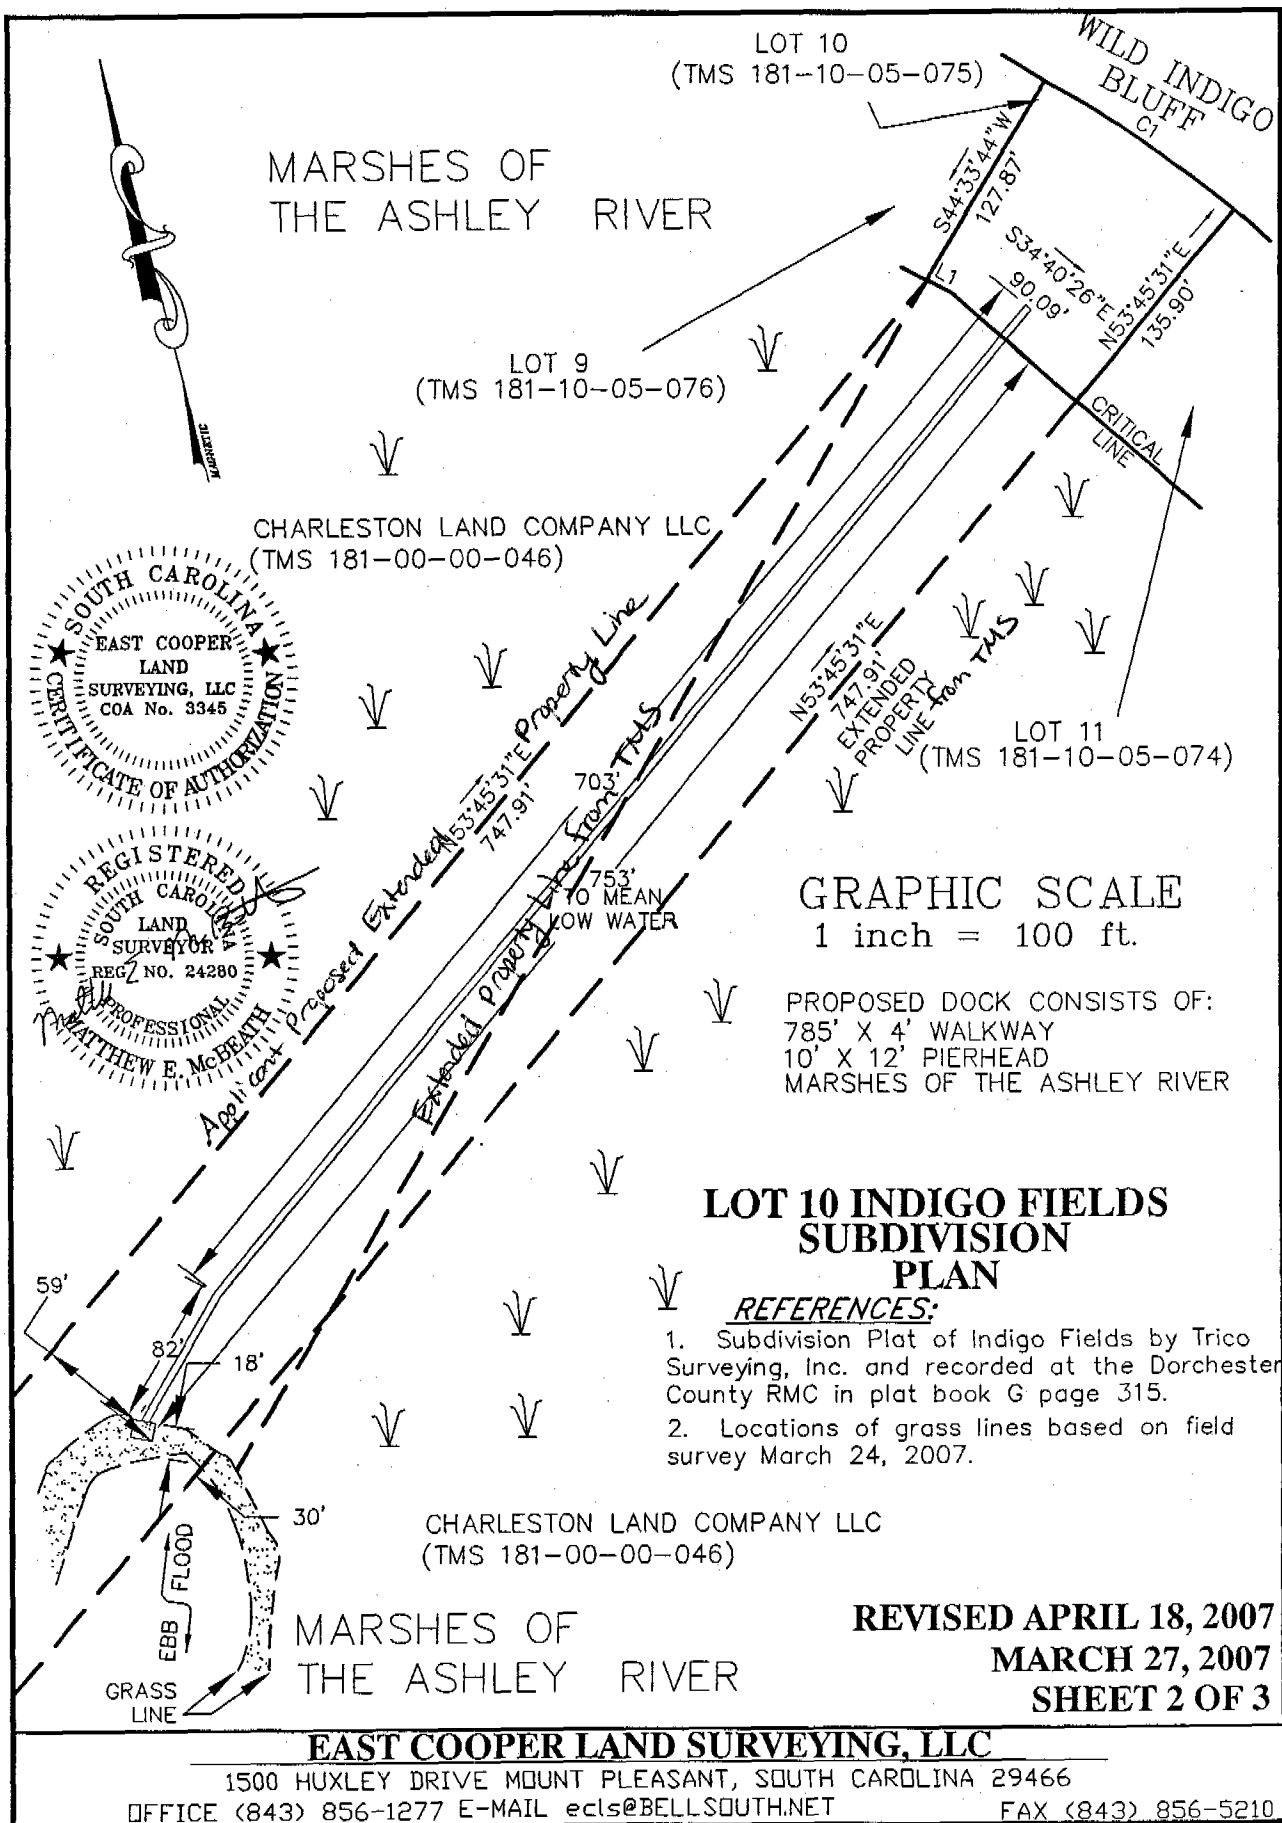 LOT 10
(TMS 181-10-05-075)
WILD INDIGO
BLUFF
C1
MARSHES OF
THE ASHLEY RIVER
S44°33'44"W
127.87'
S34°40'26"E
90.09'
N53°45'31"E
135.90'
L1
LOT 9
(TMS 181-10-05-076)
MAGNETIC
CRITICAL
LINE
CHARLESTON LAND COMPANY LLC
(TMS 181-00-00-046)
SOUTH CAROLINA
EAST COOPER
LAND
SURVEYING, LLC
COA No. 3345
CERTIFICATE OF AUTHORIZATION
Applicant proposed Extended Property Line
N53°45'31"E
747.91'
Extended property Line from TMS
N53°45'31"E
747.91'
EXTENDED
PROPERTY
LINE from TMS
LOT 11
(TMS 181-10-05-074)
703'
753'
TO MEAN
LOW WATER
REGISTERED
SOUTH CAROLINA
LAND
SURVEYOR
REG. NO. 24280
PROFESSIONAL
MATTHEW E. McBEATH
GRAPHIC SCALE
1 inch = 100 ft.
PROPOSED DOCK CONSISTS OF:
785' X 4' WALKWAY
10' X 12' PIERHEAD
MARSHES OF THE ASHLEY RIVER
LOT 10 INDIGO FIELDS
SUBDIVISION
PLAN
REFERENCES:
1. Subdivision Plat of Indigo Fields by Trico
Surveying, Inc. and recorded at the Dorchester
County RMC in plat book G page 315.
2. Locations of grass lines based on field
survey March 24, 2007.
59'
82'
18'
30'
EBB
FLOOD
GRASS
LINE
CHARLESTON LAND COMPANY LLC
(TMS 181-00-00-046)
MARSHES OF
THE ASHLEY RIVER
REVISED APRIL 18, 2007
MARCH 27, 2007
SHEET 2 OF 3
EAST COOPER LAND SURVEYING, LLC
1500 HUXLEY DRIVE MOUNT PLEASANT, SOUTH CAROLINA 29466
OFFICE (843) 856-1277 E-MAIL ecls@BELLSOUTH.NET FAX (843) 856-5210